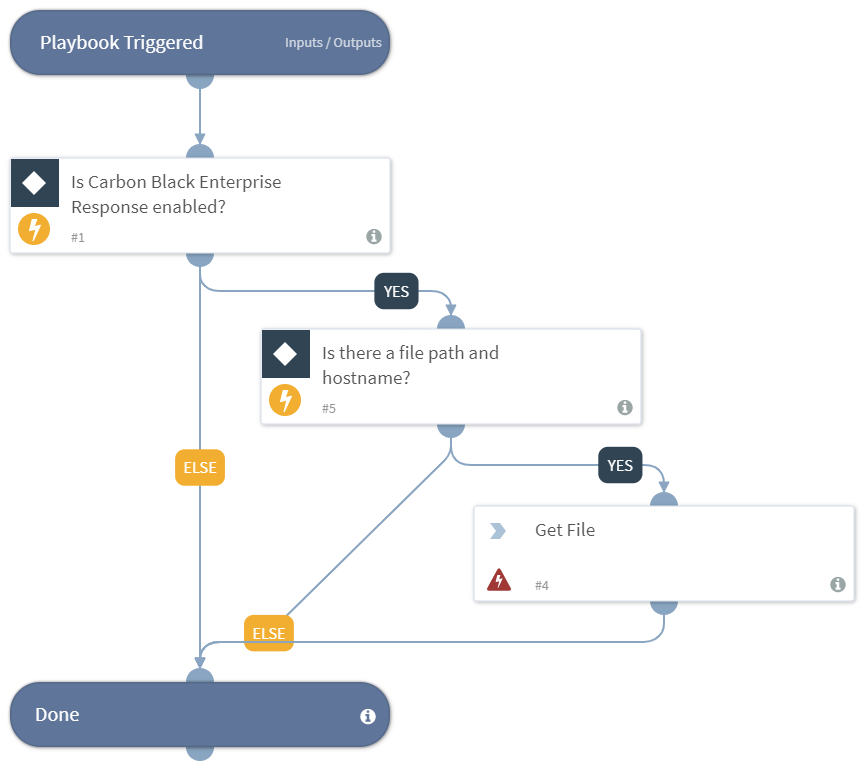 Playbook Triggered
Inputs / Outputs
Is Carbon Black Enterprise
Response enabled?
#1
YES
Is there a file path and
hostname?
#5
ELSE
YES
Get File
#4
ELSE
Done